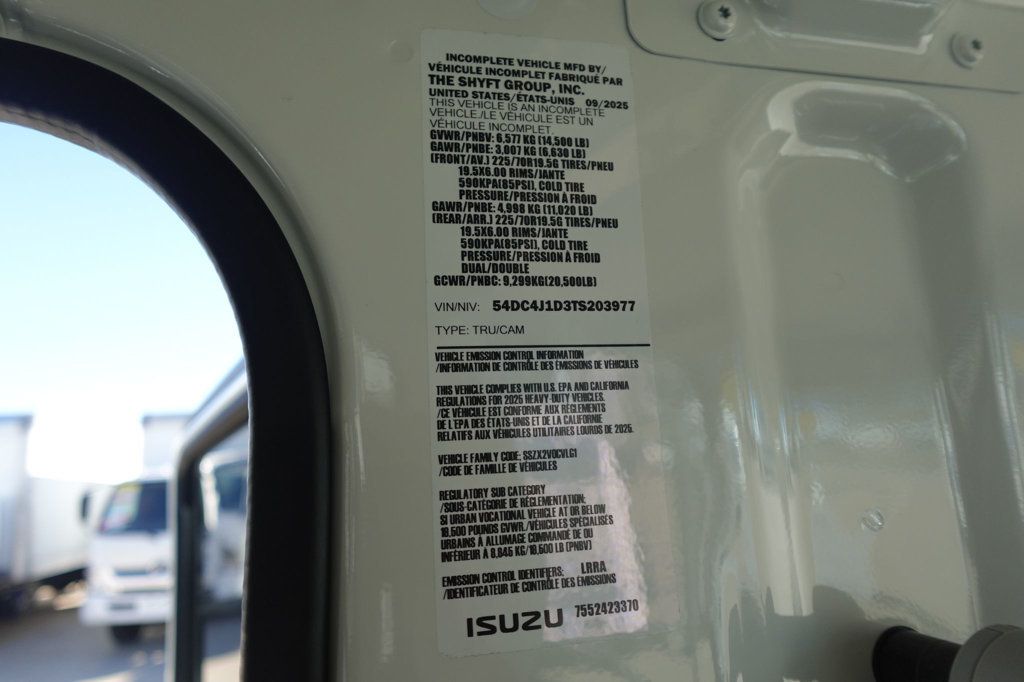 INCOMPLETE VEHICLE MFD BY/
VÉHICULE INCOMPLET FABRIQUÉ PAR
THE SHYFT GROUP, INC.
UNITED STATES/ÉTATS-UNIS 09/2025
THIS VEHICLE IS AN INCOMPLETE
VEHICLE./LE VÉHICULE EST UN
VÉHICULE INCOMPLET.
GVWR/PNBV: 6,577 KG (14,500 LB)
GAWR/PNBE: 3,007 KG (6,630 LB)
(FRONT/AV.) 225/70R19.5G TIRES/PNEU
19.5X6.00 RIMS/JANTE
590KPA(85PSI), COLD TIRE
PRESSURE/PRESSION À FROID
GAWR/PNBE: 4,998 KG (11,020 LB)
(REAR/ARR.) 225/70R19.5G TIRES/PNEU
19.5X6.00 RIMS/JANTE
590KPA(85PSI), COLD TIRE
PRESSURE/PRESSION À FROID
DUAL/DOUBLE
GCWR/PNBC: 9,299KG(20,500LB)
VIN/NIV: 54DC4J1D3TS203977
TYPE: TRU/CAM
VEHICLE EMISSION CONTROL INFORMATION
/INFORMATION DE CONTRÔLE DES ÉMISSIONS DE VÉHICULES
THIS VEHICLE COMPLIES WITH U.S. EPA AND CALIFORNIA
REGULATIONS FOR 2025 HEAVY-DUTY VEHICLES.
/CE VÉHICULE EST CONFORME AUX RÈGLEMENTS
DE L'EPA DES ÉTATS-UNIS ET DE LA CALIFORNIE
RELATIFS AUX VÉHICULES UTILITAIRES LOURDS DE 2025.
VEHICLE FAMILY CODE: SSZX2VOCVLG1
/CODE DE FAMILLE DE VÉHICULES
REGULATORY SUB CATEGORY
/SOUS-CATÉGORIE DE RÉGLEMENTATION:
SI URBAN VOCATIONAL VEHICLE AT OR BELOW
19,500 POUNDS GVWR./VÉHICULES SPÉCIALISÉS
URBAINS À ALLUMAGE COMMANDÉ DE OU
INFÉRIEUR À 8,845 KG/19,500 LB (PNBV)
EMISSION CONTROL IDENTIFIERS: LRRA
/IDENTIFICATEUR DE CONTRÔLE DES ÉMISSIONS
ISUZU 7552423370